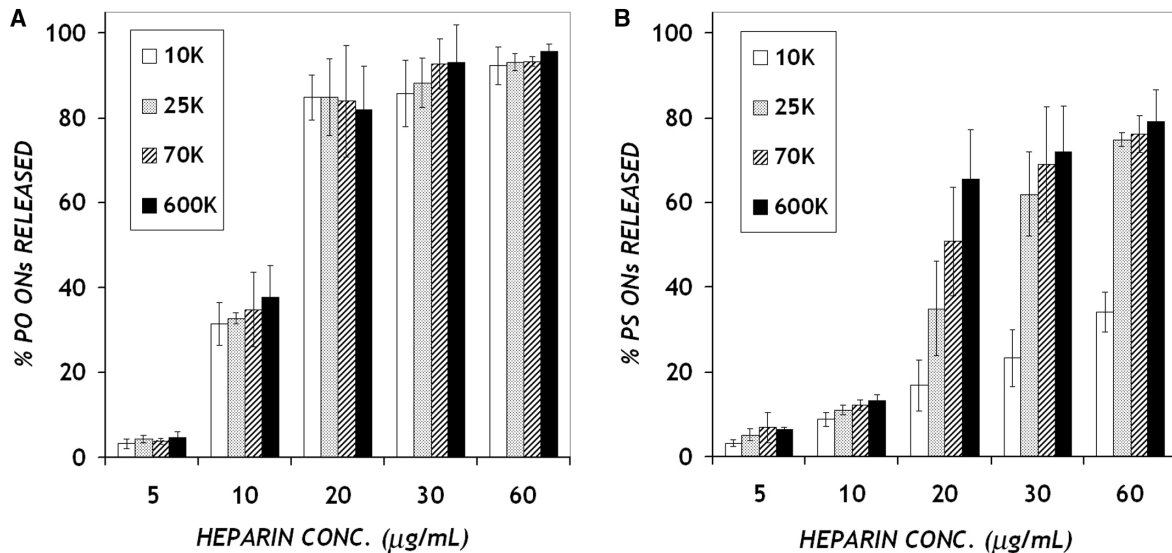 A
% PO ONs RELEASED
100
80
60
40
20
0
10K
25K
70K
600K
5 10 20 30 60
HEPARIN CONC. (μg/mL)
B
% PS ONs RELEASED
100
80
60
40
20
0
10K
25K
70K
600K
5 10 20 30 60
HEPARIN CONC. (μg/mL)